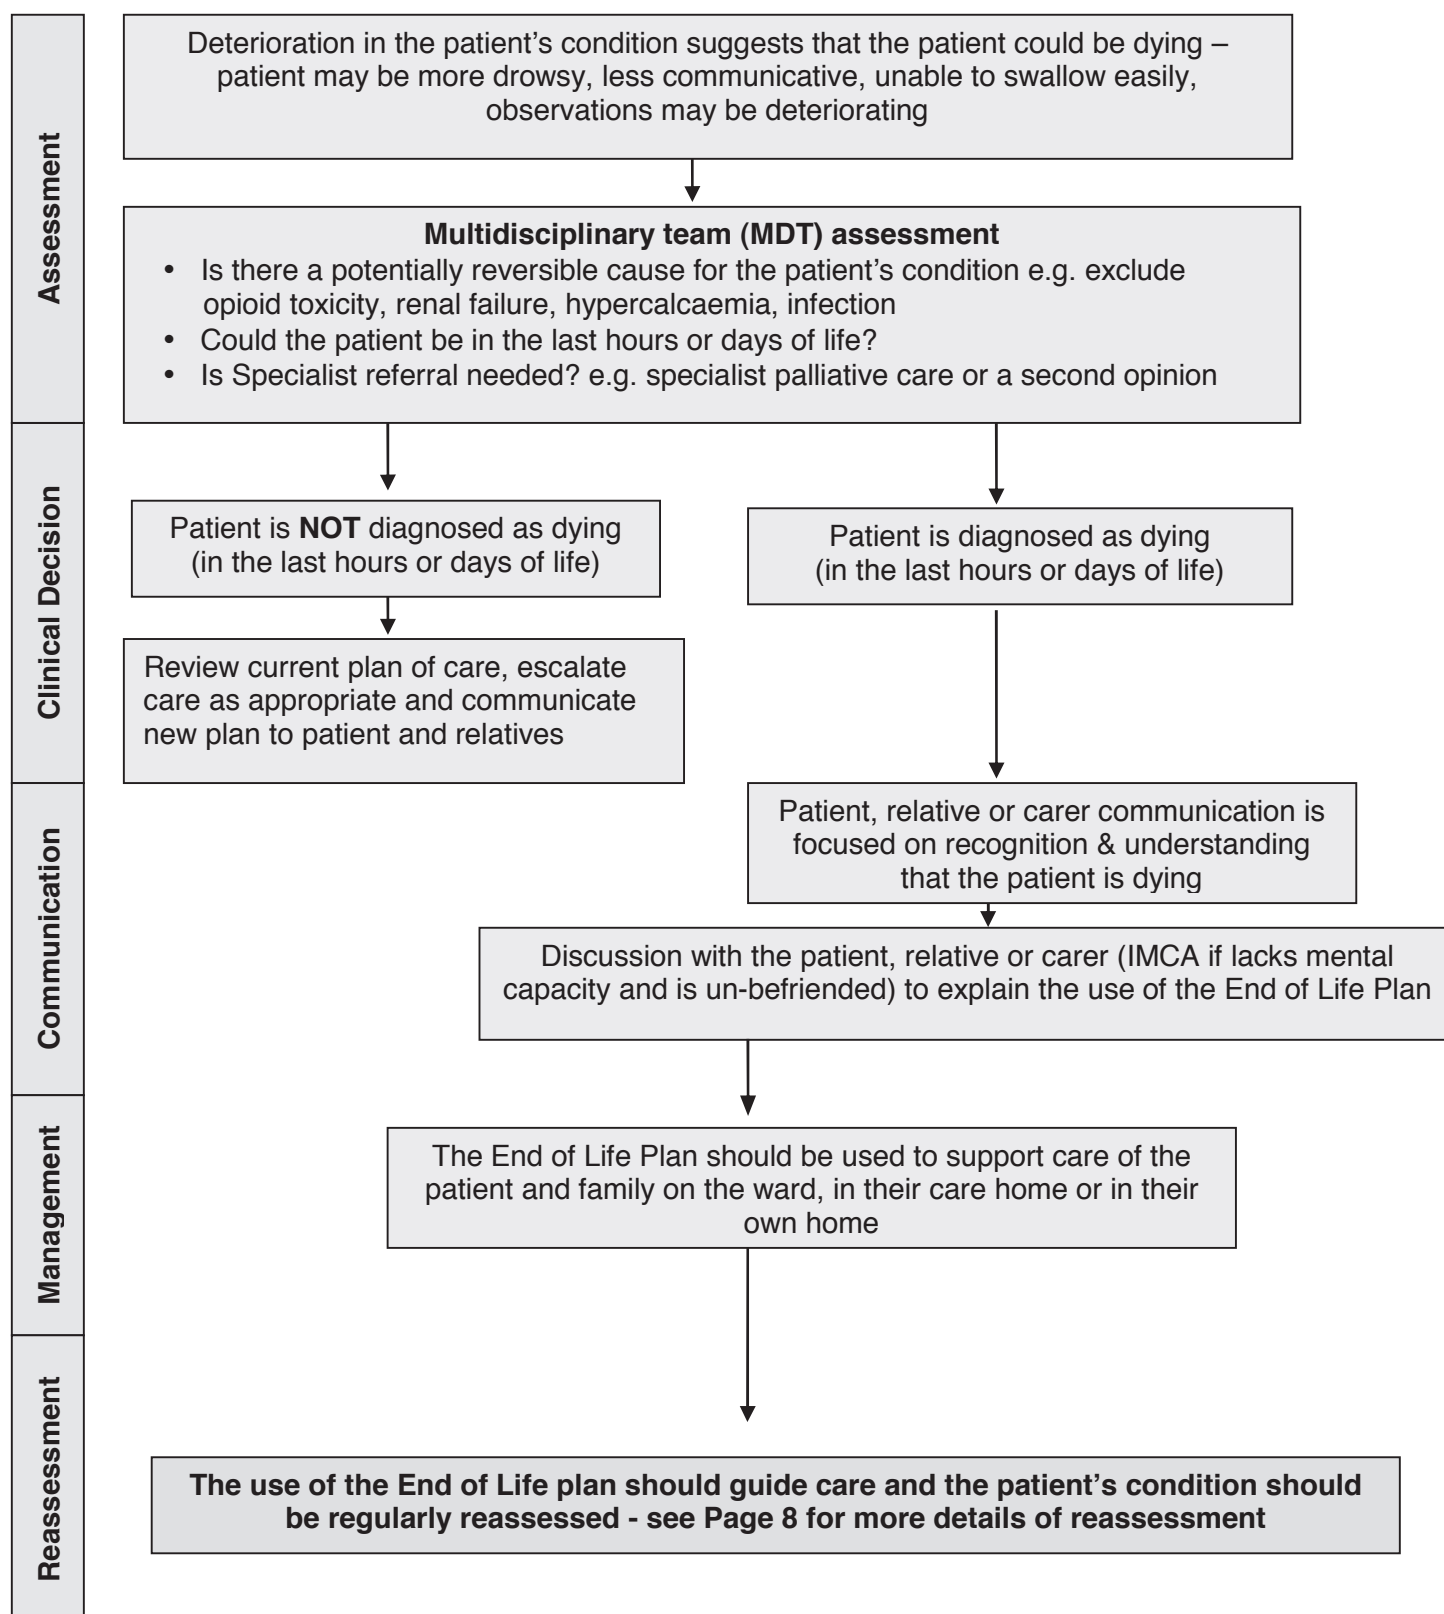 Assessment
Deterioration in the patient’s condition suggests that the patient could be dying –
patient may be more drowsy, less communicative, unable to swallow easily,
observations may be deteriorating
Multidisciplinary team (MDT) assessment
• Is there a potentially reversible cause for the patient’s condition e.g. exclude
opioid toxicity, renal failure, hypercalcaemia, infection
• Could the patient be in the last hours or days of life?
• Is Specialist referral needed? e.g. specialist palliative care or a second opinion
Clinical Decision
Patient is NOT diagnosed as dying
(in the last hours or days of life)
Patient is diagnosed as dying
(in the last hours or days of life)
Review current plan of care, escalate
care as appropriate and communicate
new plan to patient and relatives
Communication
Patient, relative or carer communication is
focused on recognition & understanding
that the patient is dying
Discussion with the patient, relative or carer (IMCA if lacks mental
capacity and is un-befriended) to explain the use of the End of Life Plan
Management
The End of Life Plan should be used to support care of the
patient and family on the ward, in their care home or in their
own home
Reassessment
The use of the End of Life plan should guide care and the patient’s condition should
be regularly reassessed - see Page 8 for more details of reassessment